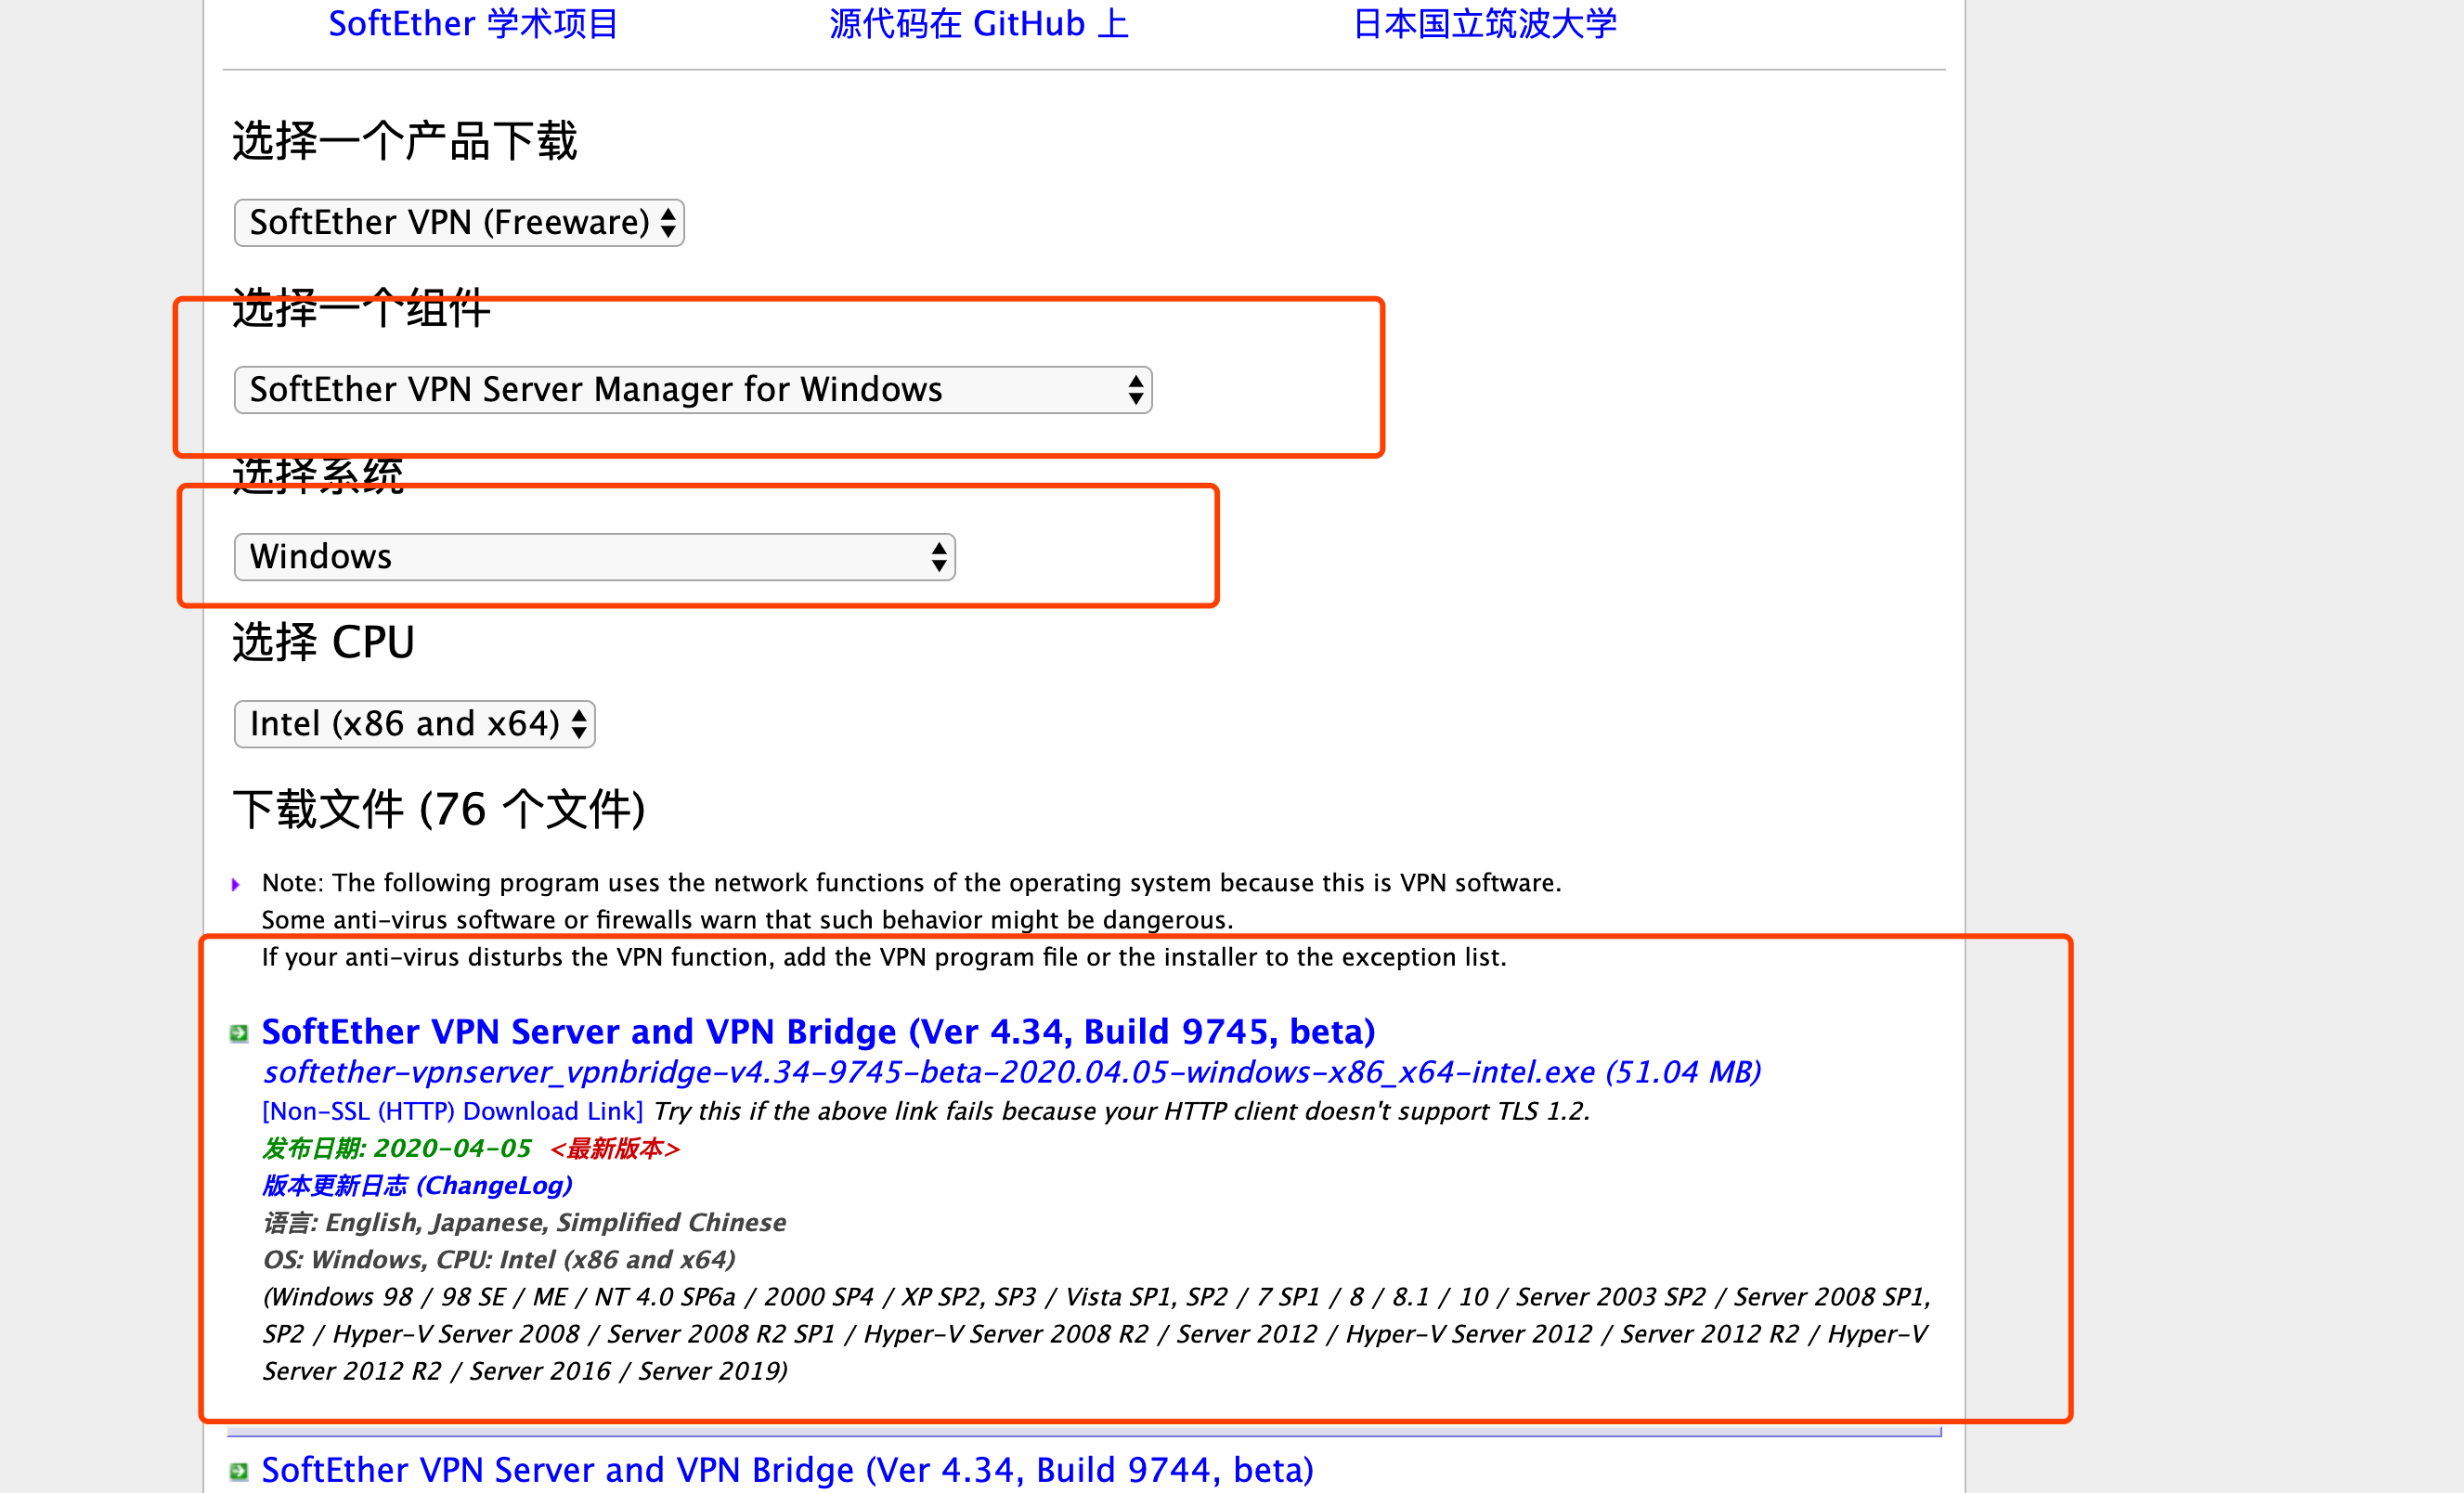 SoftEther 学术项目 源代码在 GitHub 上 日本国立筑波大学
选择一个产品下载
SoftEther VPN (Freeware)
选择一个组件
SoftEther VPN Server Manager for Windows
选择系统
Windows
选择 CPU
Intel (x86 and x64)
下载文件 (76 个文件)
Note: The following program uses the network functions of the operating system because this is VPN software.
Some anti-virus software or firewalls warn that such behavior might be dangerous.
If your anti-virus disturbs the VPN function, add the VPN program file or the installer to the exception list.
SoftEther VPN Server and VPN Bridge (Ver 4.34, Build 9745, beta)
softether-vpnserver_vpnbridge-v4.34-9745-beta-2020.04.05-windows-x86_x64-intel.exe (51.04 MB)
[Non-SSL (HTTP) Download Link] Try this if the above link fails because your HTTP client doesn't support TLS 1.2.
发布日期: 2020-04-05 <最新版本>
版本更新日志 (ChangeLog)
语言: English, Japanese, Simplified Chinese
OS: Windows, CPU: Intel (x86 and x64)
(Windows 98 / 98 SE / ME / NT 4.0 SP6a / 2000 SP4 / XP SP2, SP3 / Vista SP1, SP2 / 7 SP1 / 8 / 8.1 / 10 / Server 2003 SP2 / Server 2008 SP1,
SP2 / Hyper-V Server 2008 / Server 2008 R2 SP1 / Hyper-V Server 2008 R2 / Server 2012 / Hyper-V Server 2012 / Server 2012 R2 / Hyper-V
Server 2012 R2 / Server 2016 / Server 2019)
SoftEther VPN Server and VPN Bridge (Ver 4.34, Build 9744, beta)